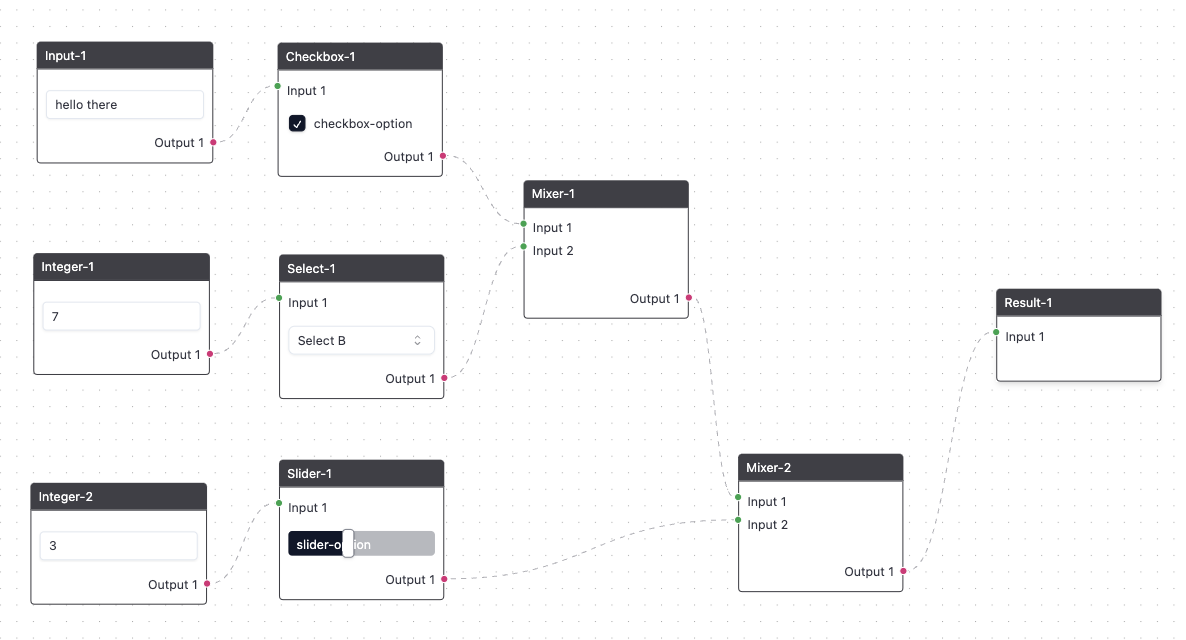 Input-1
hello there
Output 1
Checkbox-1
Input 1
checkbox-option
Output 1
Mixer-1
Input 1
Input 2
Output 1
Integer-1
7
Output 1
Select-1
Input 1
Select B
Output 1
Result-1
Input 1
Integer-2
3
Output 1
Slider-1
Input 1
slider-option
Output 1
Mixer-2
Input 1
Input 2
Output 1